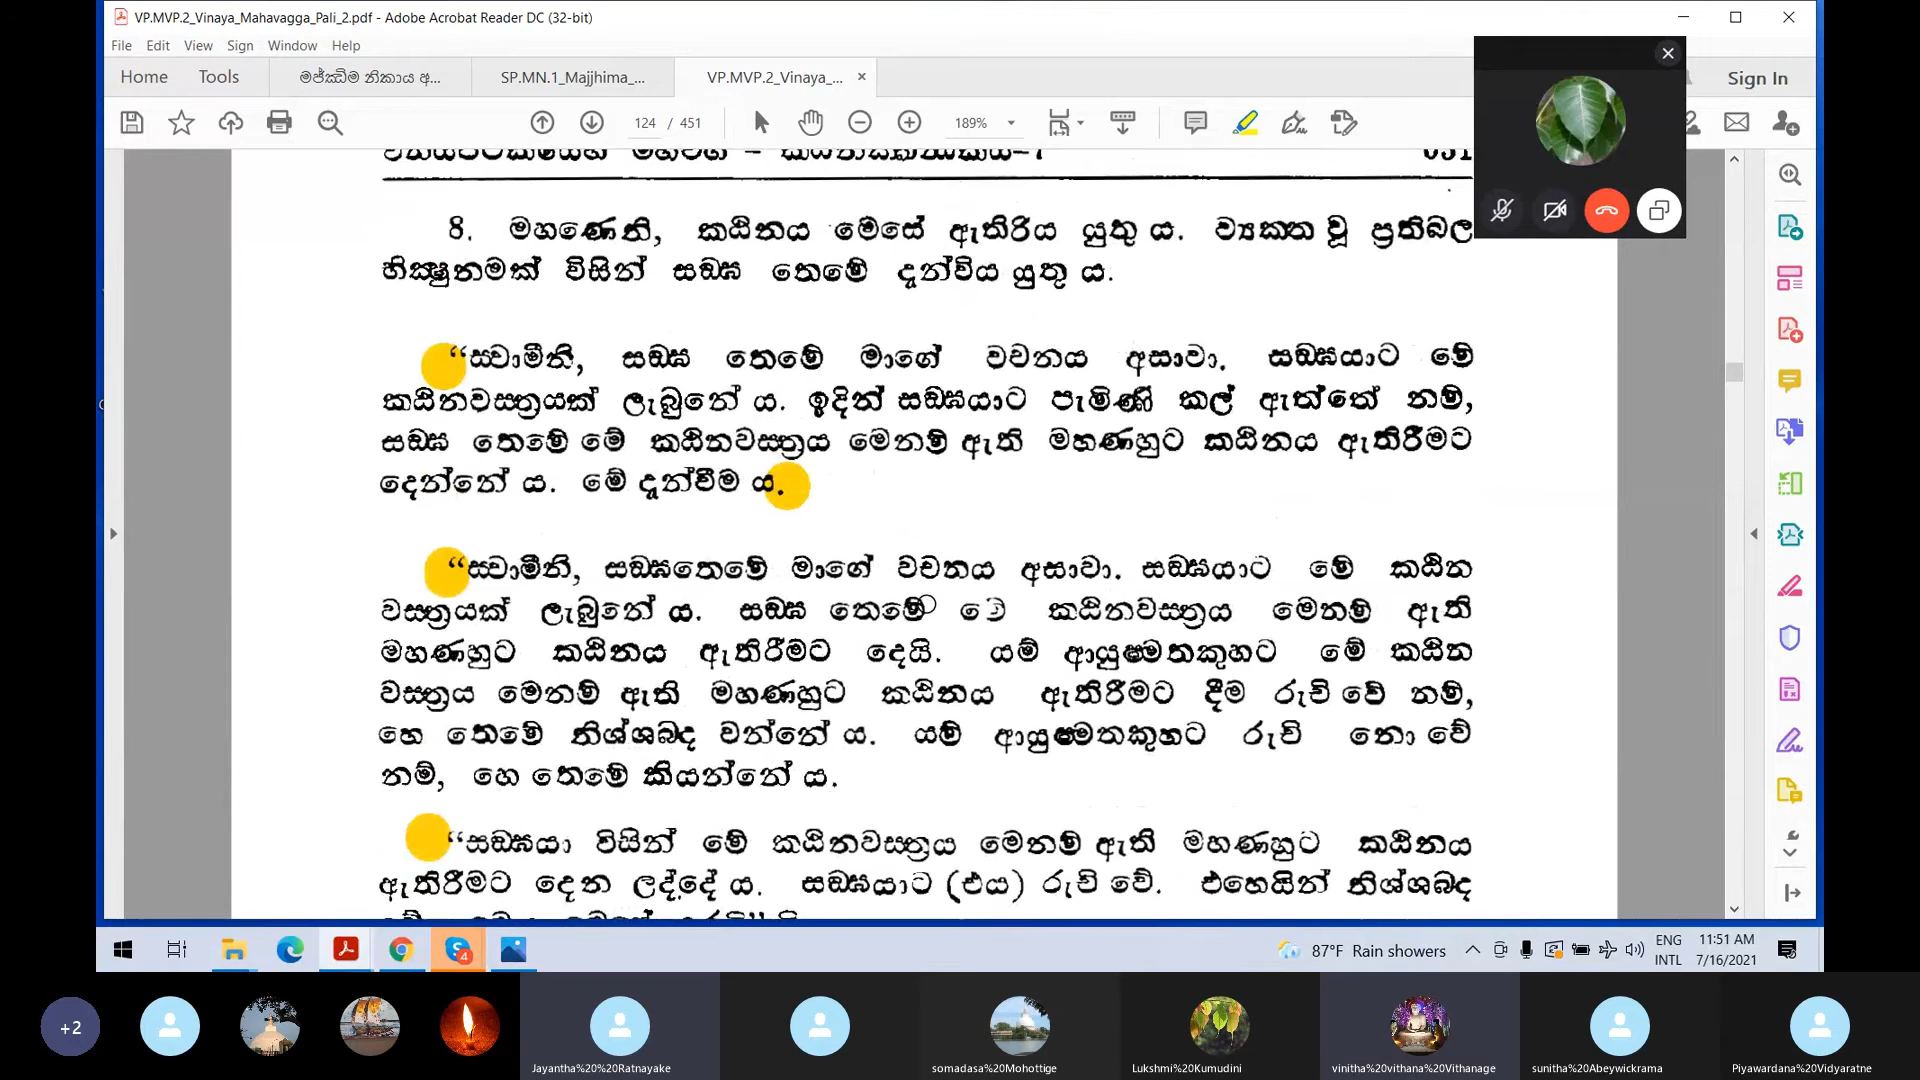 VP.MVP.2_Vinaya_Mahavagga_Pali_2.pdf - Adobe Acrobat Reader DC (32-bit)
File Edit View Sign Window Help
Home Tools මජ්ඣිම නිකාය අ... SP.MN.1_Majjhima_... VP.MVP.2_Vinaya_... Sign In
124 / 451 189%
8. මහණෙනි, කඨිනය මෙසේ ඇතිරිය යුතු ය. ව්‍යක්ත වූ ප්‍රතිබල
භික්‍ෂුනමක් විසින් සඞ්ඝ තෙමේ දැන්විය යුතු ය.
“ස්වාමීනි, සඞ්ඝ තෙමේ මාගේ වචනය අසාවා. සඞ්ඝයාට මේ
කඨිනවස්ත්‍රයක් ලැබුනේ ය. ඉදින් සඞ්ඝයාට පැමිණි කල් ඇත්තේ නම්,
සඞ්ඝ තෙමේ මේ කඨිනවස්ත්‍රය මෙනම් ඇති මහණහුට කඨිනය ඇතිරීමට
දෙන්නේ ය. මේ දැන්වීම ය.
“ස්වාමීනි, සඞ්ඝතෙමේ මාගේ වචනය අසාවා. සඞ්ඝයාට මේ කඨින
වස්ත්‍රයක් ලැබුනේ ය. සඞ්ඝ තෙමේ මේ කඨිනවස්ත්‍රය මෙනම් ඇති
මහණහුට කඨිනය ඇතිරීමට දෙයි. යම් ආයුෂ්මතකුහට මේ කඨින
වස්ත්‍රය මෙනම් ඇති මහණහුට කඨිනය ඇතිරීමට දීම රුචි වේ නම්,
හෙ තෙමේ නිශ්ශබ්ද වන්නේ ය. යම් ආයුෂ්මතකුහට රුචි නො වේ
නම්, හෙ තෙමේ කියන්නේ ය.
“සඞ්ඝයා විසින් මේ කඨිනවස්ත්‍රය මෙනම් ඇති මහණහුට කඨිනය
ඇතිරීමට දෙන ලද්දේ ය. සඞ්ඝයාට (එය) රුචි වේ. එහෙයින් නිශ්ශබ්ද
4 87°F Rain showers ENG INTL 11:51 AM 7/16/2021
+2 Jayantha%20%20Ratnayake somadasa%20Mohottige Lukshmi%20Kumudini vinitha%20vithana%20Vithanage sunitha%20Abeywickrama Piyawardana%20Vidyaratne